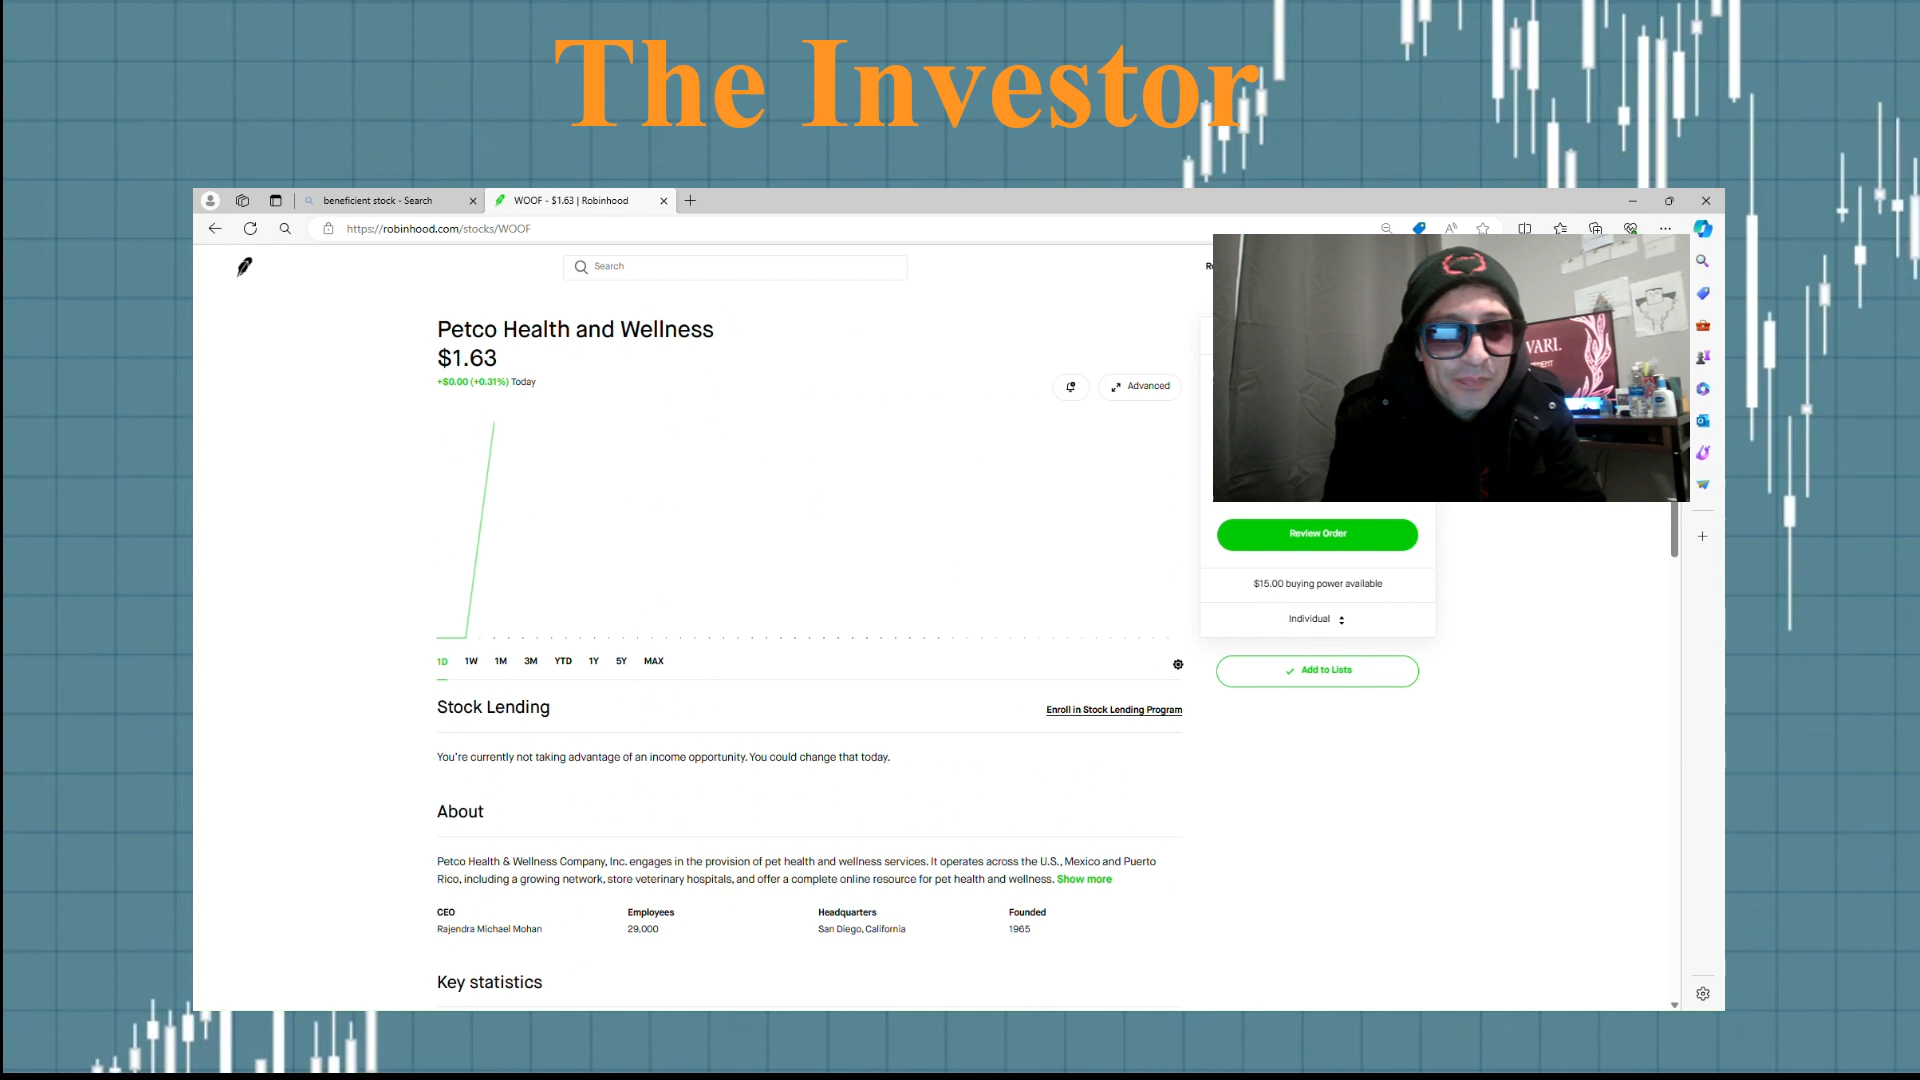 The Investor
beneficient stock - Search
WOOF - $1.63 | Robinhood
https://robinhood.com/stocks/WOOF
Search
Petco Health and Wellness
$1.63
+$0.00 (+0.31%) Today
Advanced
VARI.
Review Order
$15.00 buying power available
Individual
Add to Lists
1D 1W 1M 3M YTD 1Y 5Y MAX
Stock Lending
Enroll in Stock Lending Program
You're currently not taking advantage of an income opportunity. You could change that today.
About
Petco Health & Wellness Company, Inc. engages in the provision of pet health and wellness services. It operates across the U.S., Mexico and Puerto
Rico, including a growing network, store veterinary hospitals, and offer a complete online resource for pet health and wellness. Show more
CEO Employees Headquarters Founded
Rajendra Michael Mohan 29,000 San Diego, California 1965
Key statistics